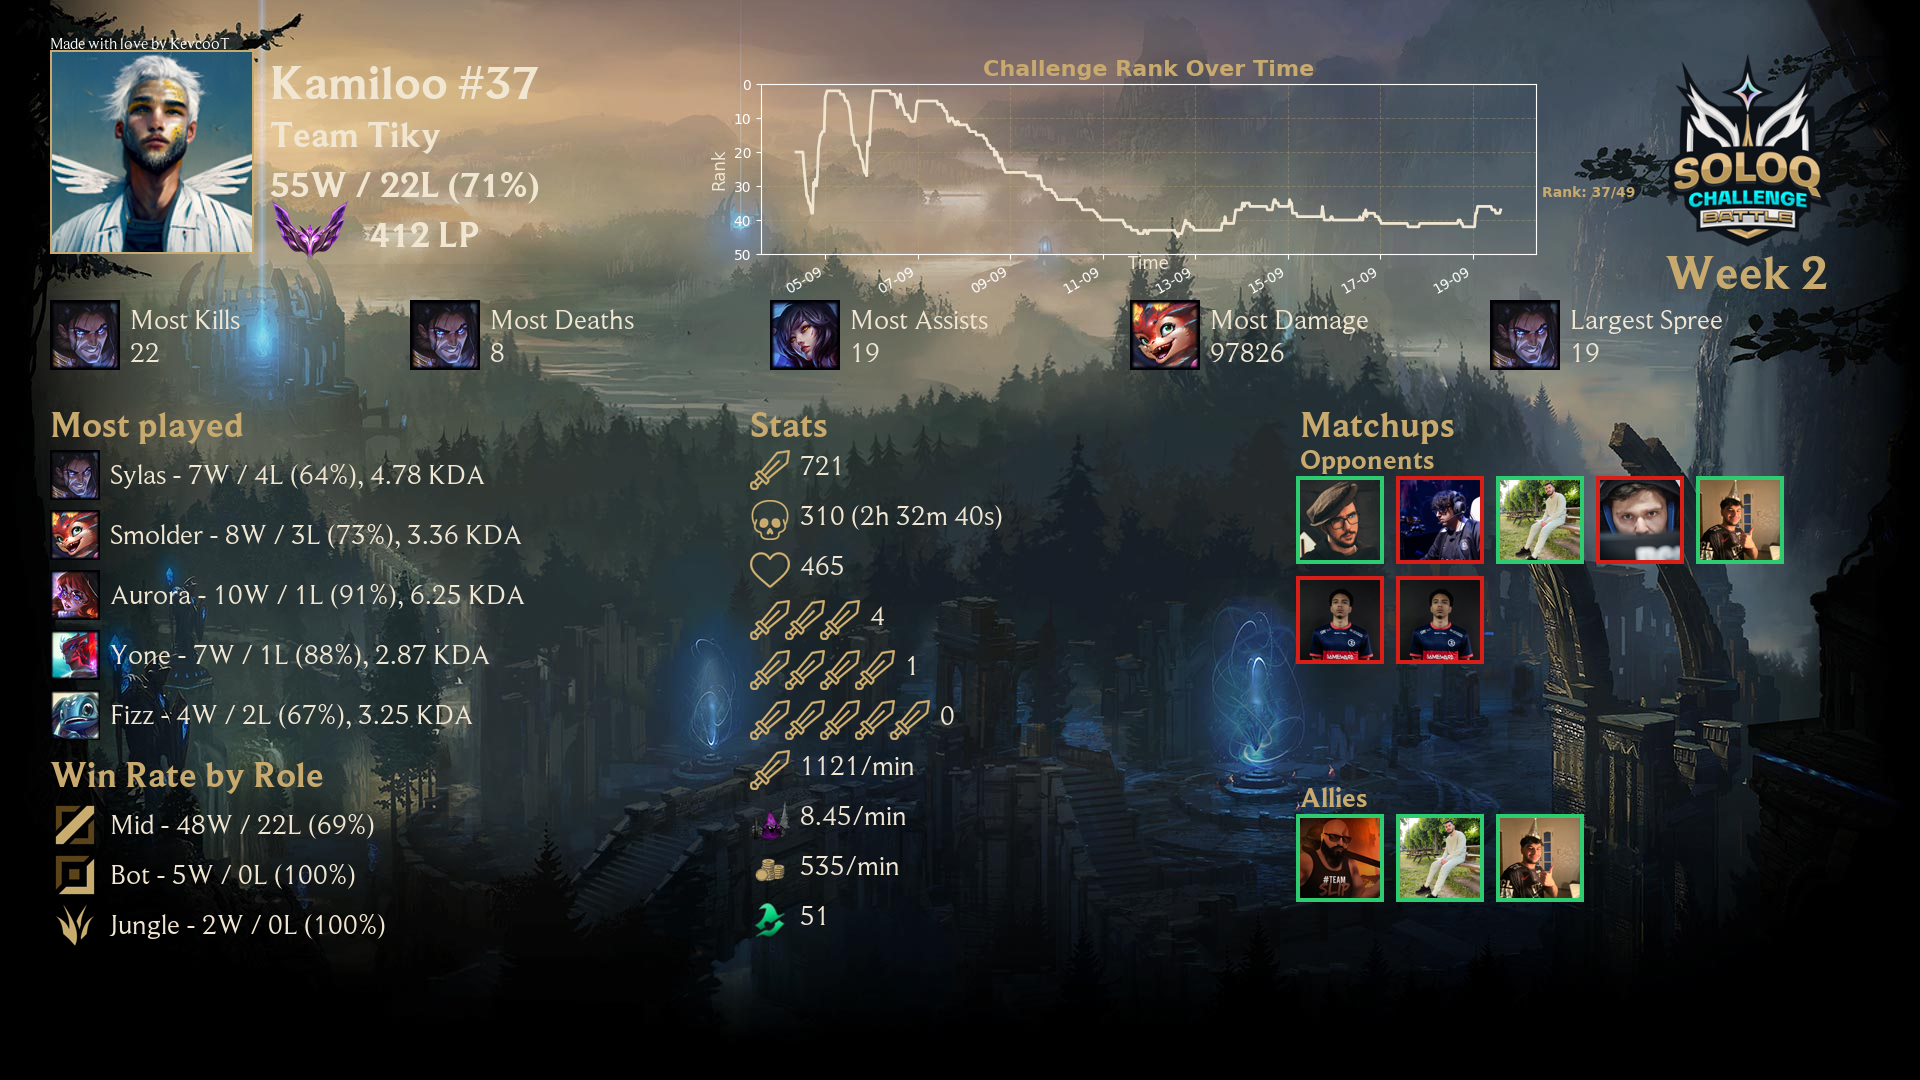 Made with love by KevcooT
Kamiloo #37
Team Tiky
55W / 22L (71%)
412 LP
Challenge Rank Over Time
Rank
0
10
20
30
40
50
05-09
07-09
09-09
11-09
13-09
15-09
17-09
19-09
Time
Rank: 37/49
SOLOQ
CHALLENGE
BATTLE
Week 2
Most Kills
22
Most Deaths
8
Most Assists
19
Most Damage
97826
Largest Spree
19
Most played
Sylas - 7W / 4L (64%), 4.78 KDA
Smolder - 8W / 3L (73%), 3.36 KDA
Aurora - 10W / 1L (91%), 6.25 KDA
Yone - 7W / 1L (88%), 2.87 KDA
Fizz - 4W / 2L (67%), 3.25 KDA
Win Rate by Role
Mid - 48W / 22L (69%)
Bot - 5W / 0L (100%)
Jungle - 2W / 0L (100%)
Stats
721
310 (2h 32m 40s)
465
4
1
0
1121/min
8.45/min
535/min
51
Matchups
Opponents
Allies
#TEAM
SLIP